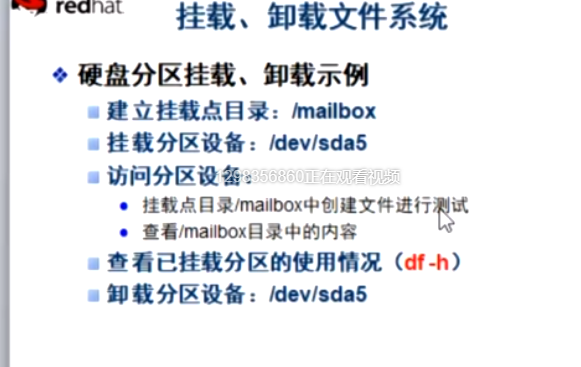 redhat
挂载、卸载文件系统
硬盘分区挂载、卸载示例
建立挂载点目录：/mailbox
挂载分区设备：/dev/sda5
访问分区设备：
1298356860正在观看视频
挂载点目录/mailbox中创建文件进行测试
查看/mailbox目录中的内容
查看已挂载分区的使用情况（df -h）
卸载分区设备：/dev/sda5